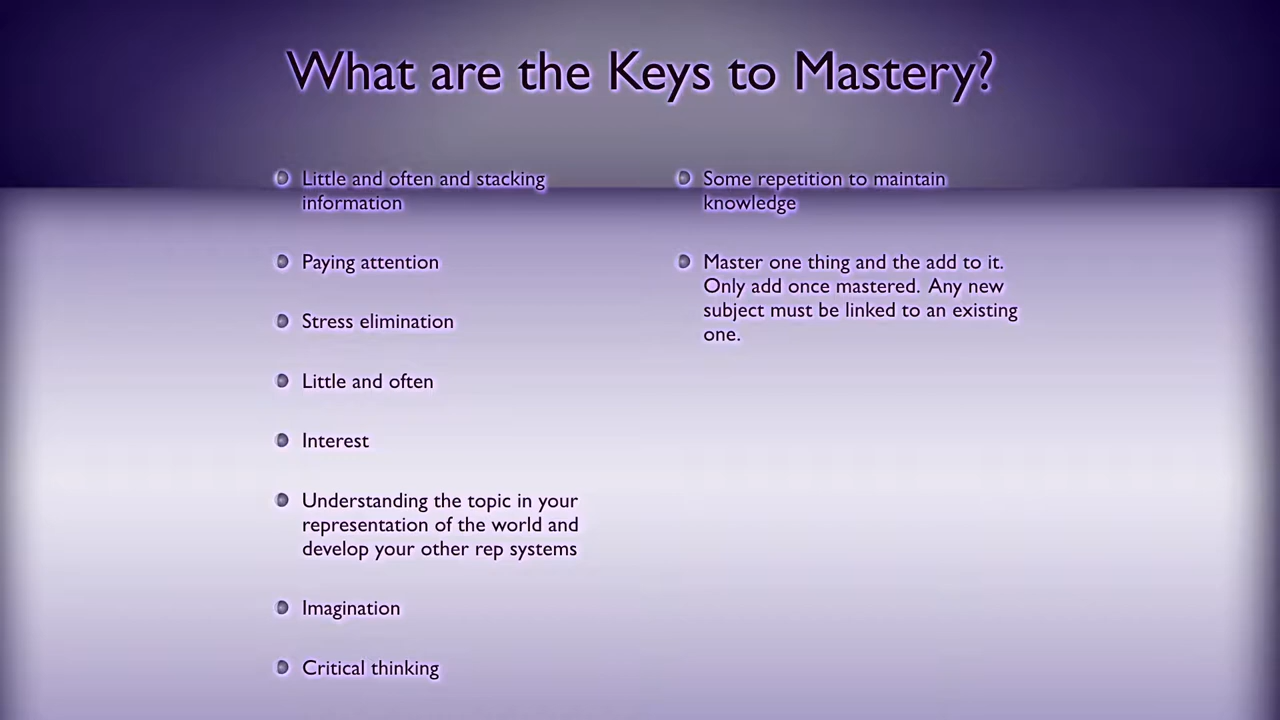 What are the Keys to Mastery?
Little and often and stacking
information
Paying attention
Stress elimination
Little and often
Interest
Understanding the topic in your
representation of the world and
develop your other rep systems
Imagination
Critical thinking
Some repetition to maintain
knowledge
Master one thing and the add to it.
Only add once mastered. Any new
subject must be linked to an existing
one.